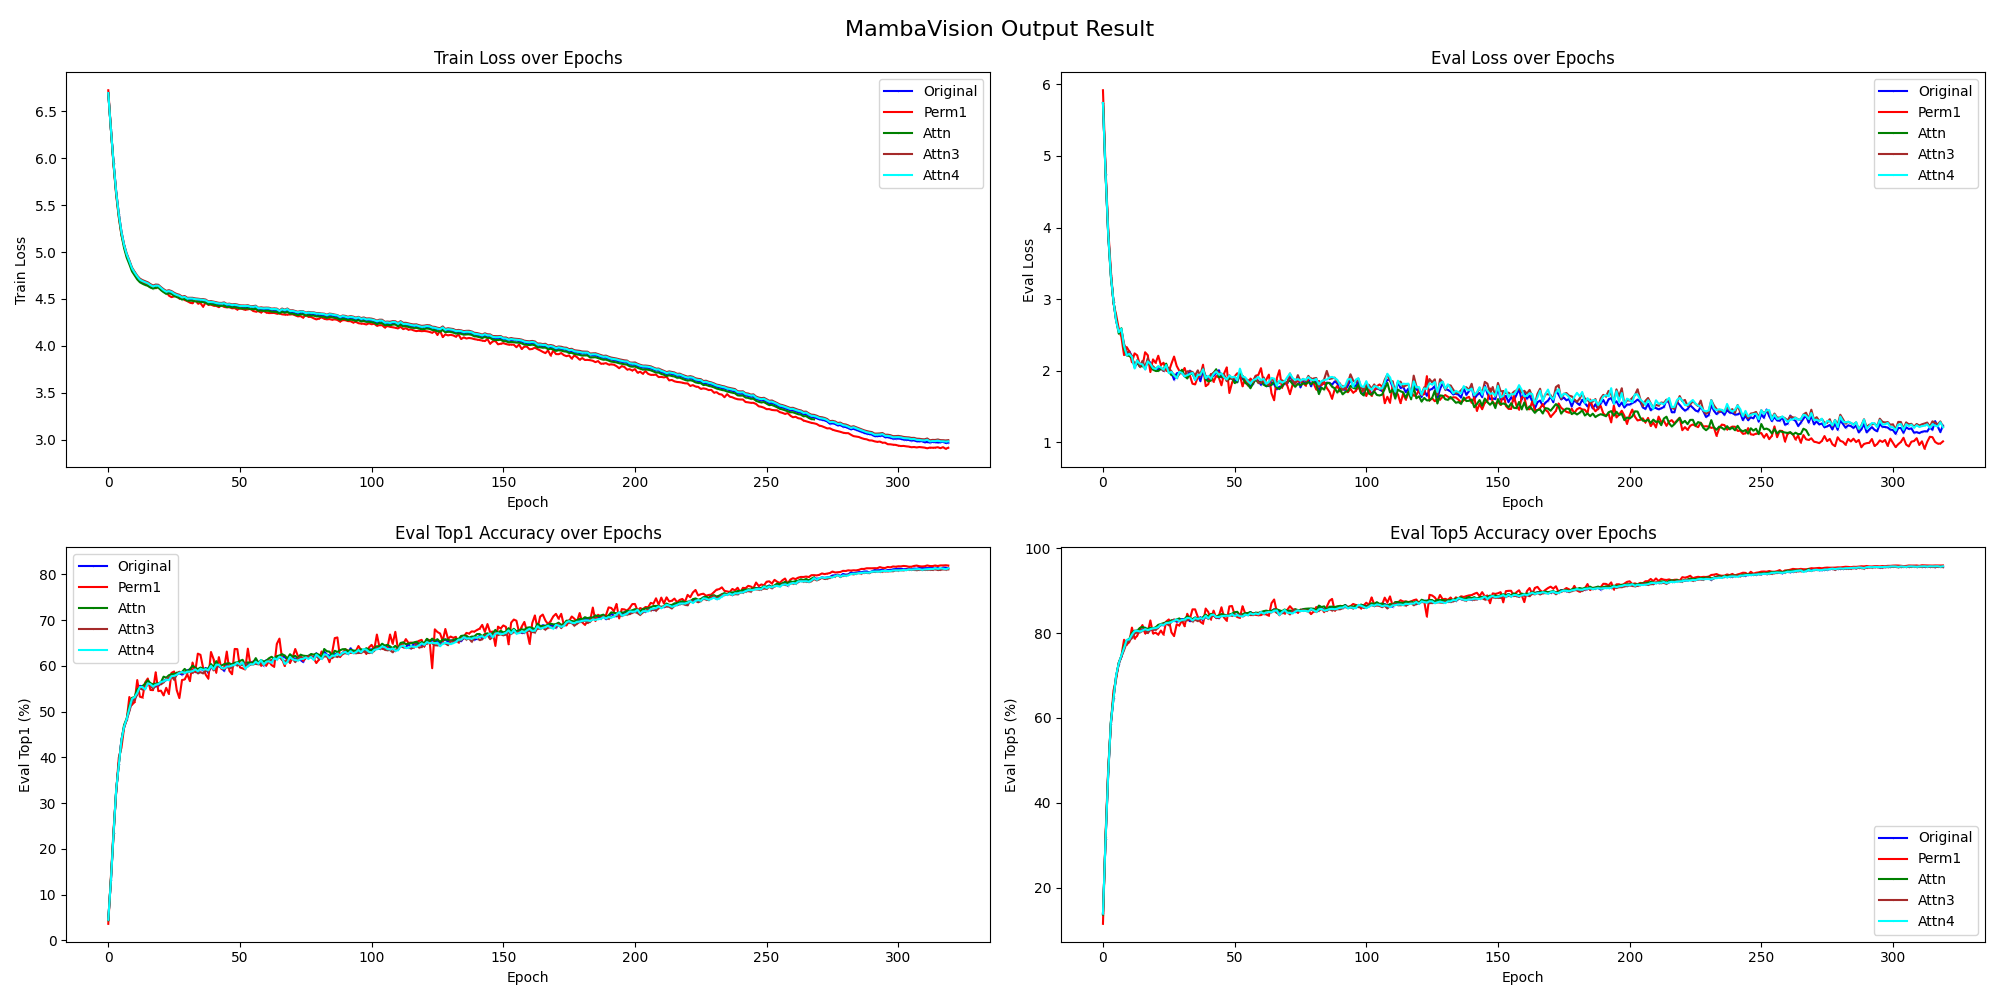 MambaVision Output Result
Train Loss over Epochs
Train Loss
6.5
6.0
5.5
5.0
4.5
4.0
3.5
3.0
0 50 100 150 200 250 300
Epoch
Original
Perm1
Attn
Attn3
Attn4
Eval Loss over Epochs
Eval Loss
6
5
4
3
2
1
0 50 100 150 200 250 300
Epoch
Original
Perm1
Attn
Attn3
Attn4
Eval Top1 Accuracy over Epochs
Eval Top1 (%)
80
70
60
50
40
30
20
10
0
0 50 100 150 200 250 300
Epoch
Original
Perm1
Attn
Attn3
Attn4
Eval Top5 Accuracy over Epochs
Eval Top5 (%)
100
80
60
40
20
0 50 100 150 200 250 300
Epoch
Original
Perm1
Attn
Attn3
Attn4